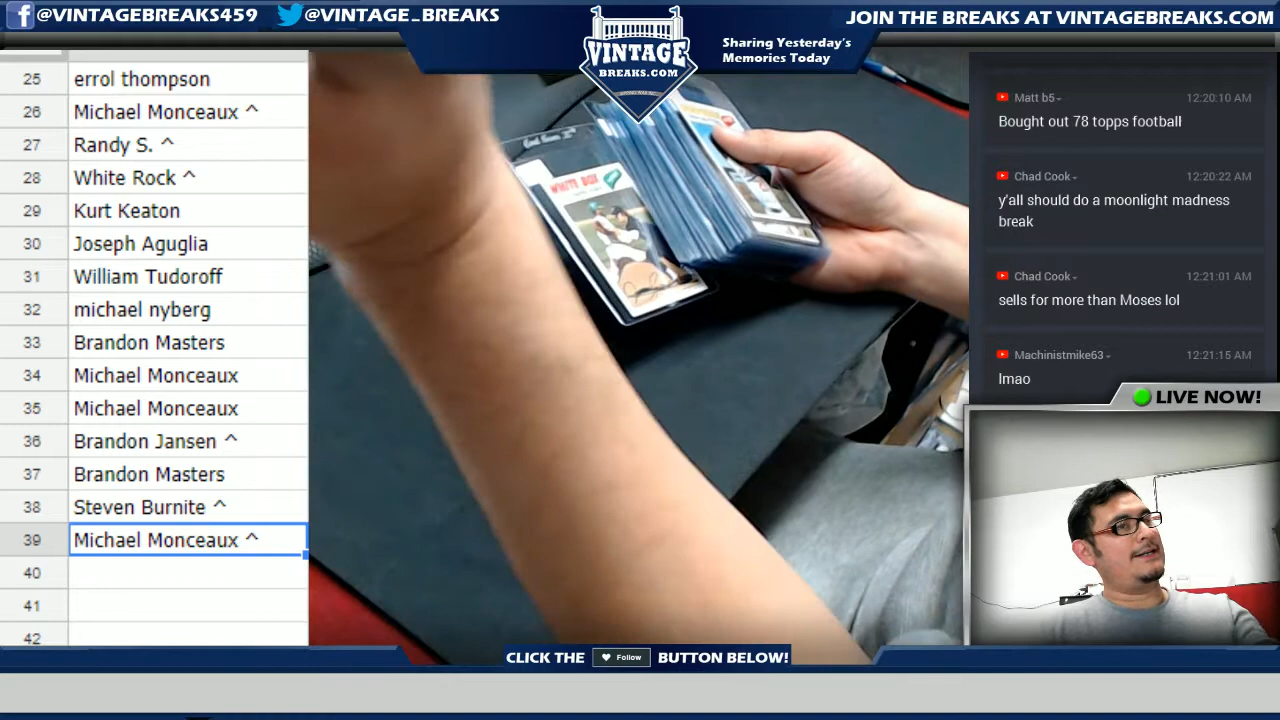 @VINTAGEBREAKS459 @VINTAGE_BREAKS
VINTAGE
BREAKS.COM
Sharing Yesterday's
Memories Today
JOIN THE BREAKS AT VINTAGEBREAKS.COM
25 errol thompson
26 Michael Monceaux ^
27 Randy S. ^
28 White Rock ^
29 Kurt Keaton
30 Joseph Aguglia
31 William Tudoroff
32 michael nyberg
33 Brandon Masters
34 Michael Monceaux
35 Michael Monceaux
36 Brandon Jansen ^
37 Brandon Masters
38 Steven Burnite ^
39 Michael Monceaux ^
40
41
42
WHITE SOX
Matt b5 12:20:10 AM
Bought out 78 topps football
Chad Cook 12:20:22 AM
y'all should do a moonlight madness
break
Chad Cook 12:21:01 AM
sells for more than Moses lol
Machinistmike63 12:21:15 AM
lmao
LIVE NOW!
CLICK THE Follow BUTTON BELOW!